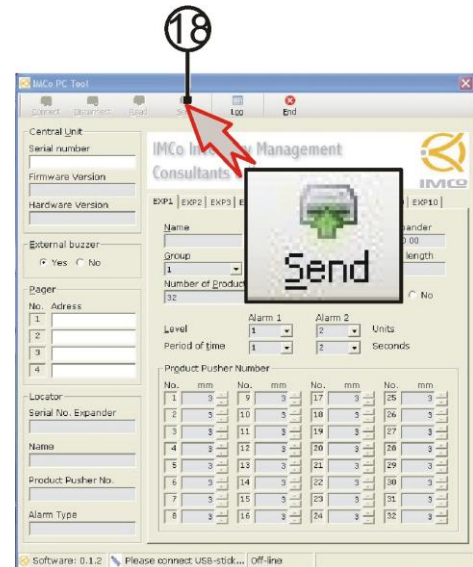 18
IMCo PC Tool
Connect Disconnect Read Log End
Central Unit
Serial number
Firmware Version
Hardware Version
External buzzer
Yes No
Pager
No. Adress
1
2
3
4
Locator
Serial No. Expander
Name
Product Pusher No.
Alarm Type
IMCo Management
Consultants
IMCO
EXP1 EXP2 EXP3 EXP10
Name
Group
1
Number of
32
Send
length
No
Alarm 1 Alarm 2
Level 1 2 Units
Period of time 1 2 Seconds
Product Pusher Number
No. mm No. mm No. mm No. mm
1 3 9 3 17 3 25 3
2 3 10 3 18 3 26 3
3 3 11 3 19 3 27 3
4 3 12 3 20 3 28 3
5 3 13 3 21 3 29 3
6 3 14 3 22 3 30 3
7 3 15 3 23 3 31 3
8 3 16 3 24 3 32 3
Software: 0.1.2 Please connect USB-stick... Off-line